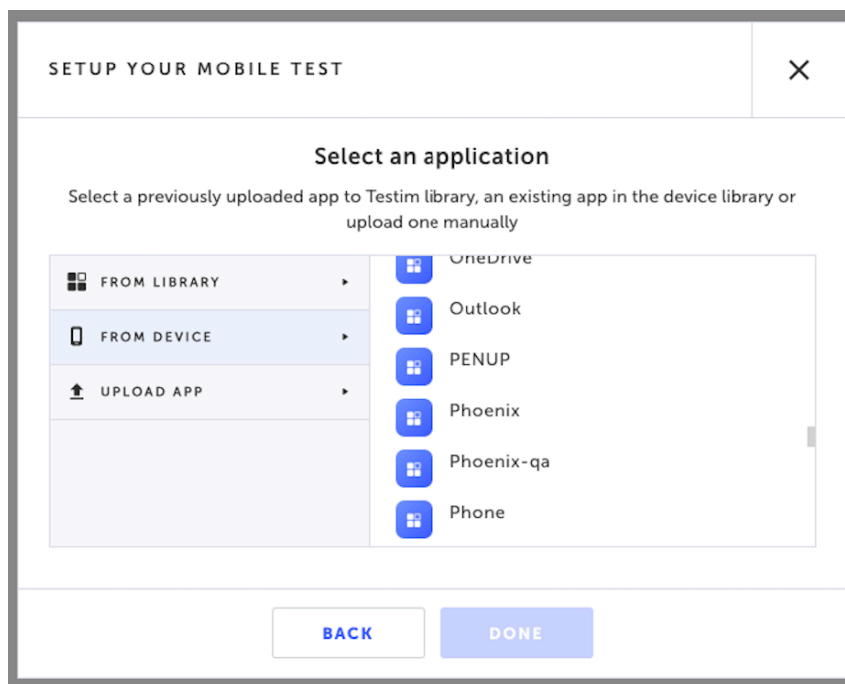 SETUP YOUR MOBILE TEST
Select an application
Select a previously uploaded app to Testim library, an existing app in the device library or
upload one manually
FROM LIBRARY
FROM DEVICE
UPLOAD APP
OneDrive
Outlook
PENUP
Phoenix
Phoenix-qa
Phone
BACK
DONE